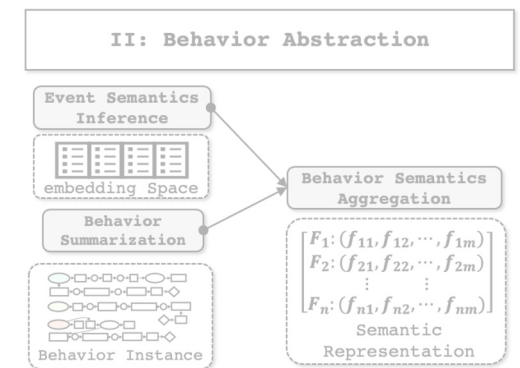 II: Behavior Abstraction
Event Semantics
Inference
embedding Space
Behavior
Summarization
Behavior Instance
Behavior Semantics
Aggregation
F₁: (f₁₁, f₁₂, ⋯, f₁ₘ)
F₂: (f₂₁, f₂₂, ⋯, f₂ₘ)
⋮ ⋮
Fₙ: (fₙ₁, fₙ₂, ⋯, fₙₘ)
Semantic
Representation